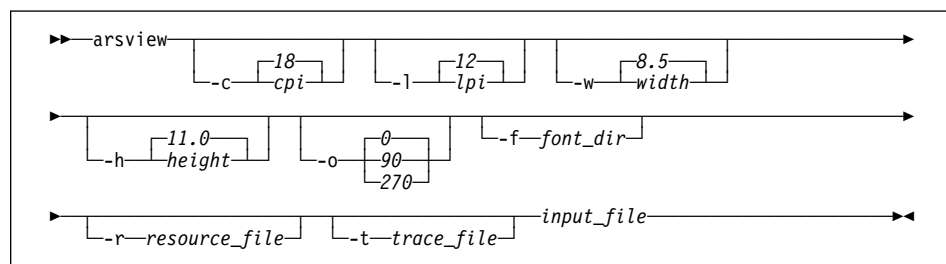 18 12 8.5
arsview -c cpi -l lpi -w width
11.0 0
-h height -o 90 -f font_dir
270
-r resource_file -t trace_file input_file